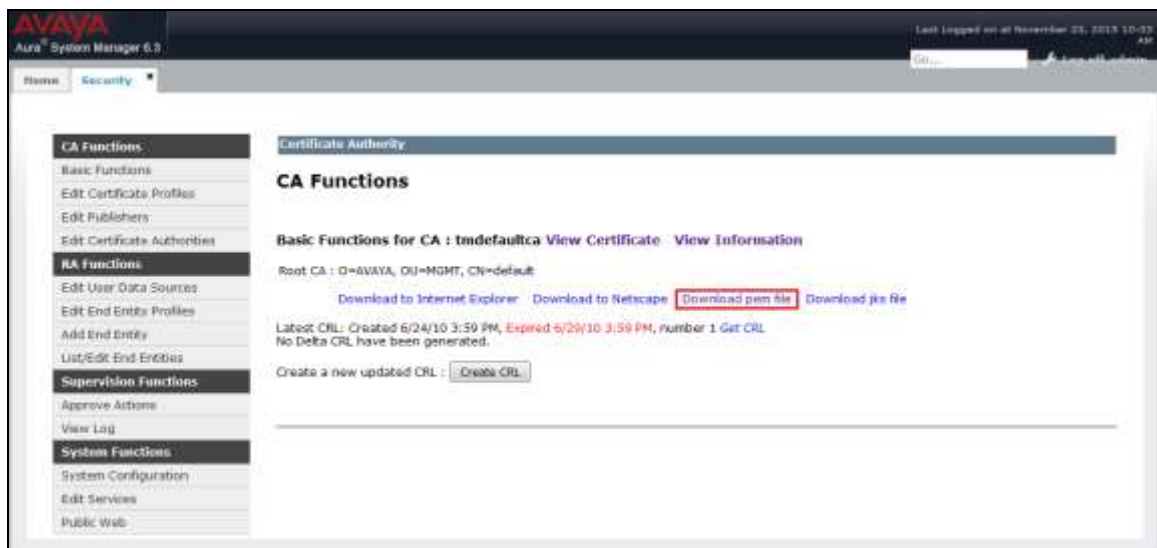 AVAYA
Aura® System Manager 6.3
Last Logged on at November 23, 2015 10:33
AM
Go...
Log off admin
Home
Security
CA Functions
Basic Functions
Edit Certificate Profiles
Edit Publishers
Edit Certificate Authorities
RA Functions
Edit User Data Sources
Edit End Entity Profiles
Add End Entity
List/Edit End Entities
Supervision Functions
Approve Actions
View Log
System Functions
System Configuration
Edit Services
Public Web
Certificate Authority
CA Functions
Basic Functions for CA : tmdefaultca View Certificate View Information
Root CA : O=AVAYA, OU=MGMT, CN=default
Download to Internet Explorer Download to Netscape Download pem file Download jks file
Latest CRL: Created 6/24/10 3:59 PM, Expired 6/29/10 3:59 PM, number 1 Get CRL
No Delta CRL have been generated.
Create a new updated CRL : Create CRL